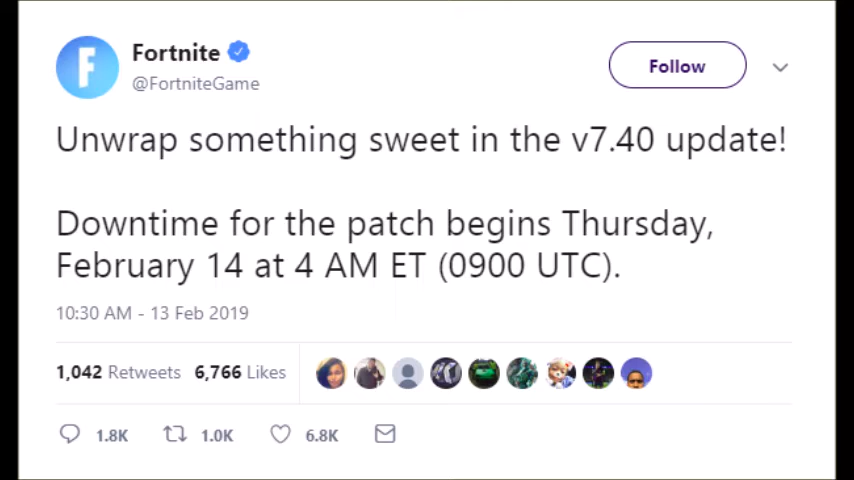 Fortnite
@FortniteGame
Follow
Unwrap something sweet in the v7.40 update!
Downtime for the patch begins Thursday,
February 14 at 4 AM ET (0900 UTC).
10:30 AM - 13 Feb 2019
1,042 Retweets 6,766 Likes
1.8K 1.0K 6.8K